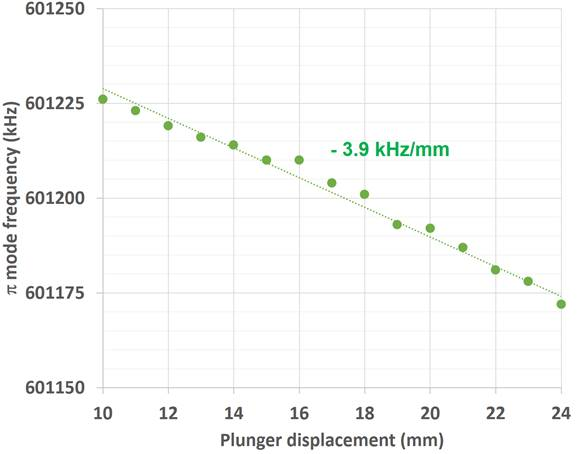 601250
601225
601200
601175
601150
π mode frequency (kHz)
- 3.9 kHz/mm
10 12 14 16 18 20 22 24
Plunger displacement (mm)